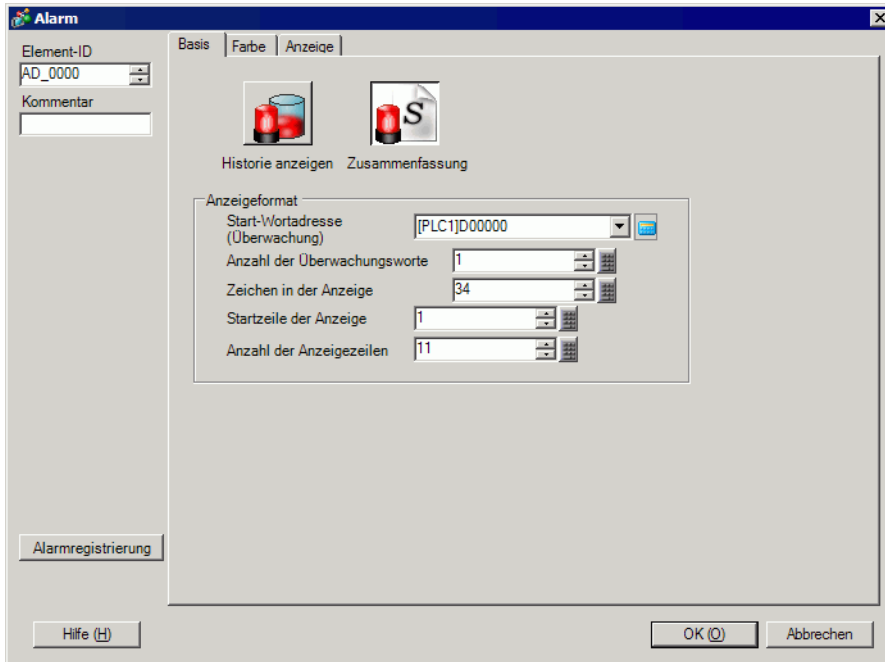 Alarm
Element-ID
AD_0000
Kommentar
Basis
Farbe
Anzeige
S
Historie anzeigen
Zusammenfassung
Anzeigeformat
Start-Wortadresse
(Überwachung)
[PLC1]D00000
Anzahl der Überwachungsworte
1
Zeichen in der Anzeige
34
Startzeile der Anzeige
1
Anzahl der Anzeigezeilen
11
Alarmregistrierung
Hilfe (H)
OK (O)
Abbrechen